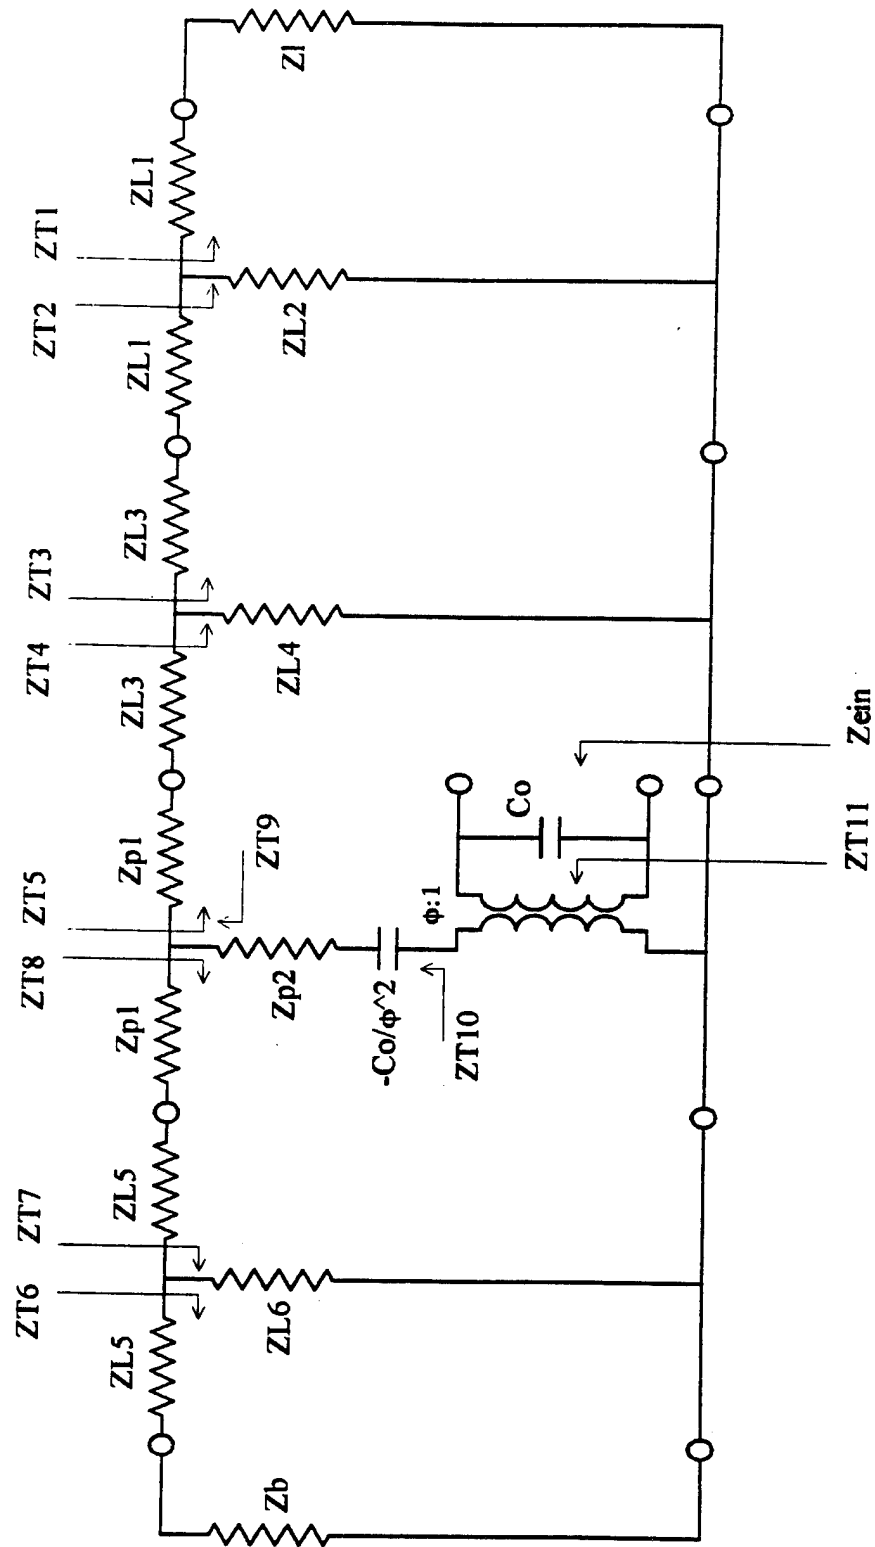 Zl
ZL1
ZT1
ZT2
ZL2
ZL1
ZL3
ZT3
ZT4
ZL4
ZL3
Zp1
ZT5
ZT8
ZT9
Zp2
Zp1
-Co/ϕ^2
ZT10
ϕ:1
Co
Zein
ZT11
ZL5
ZT7
ZT6
ZL6
ZL5
Zb